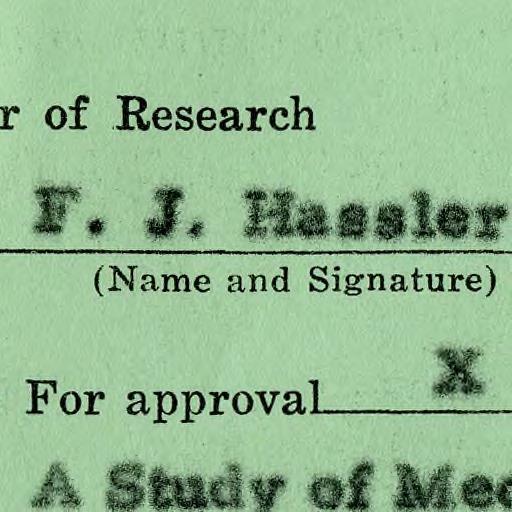 r of Research
F. J. Hassler
(Name and Signature)
For approval X
A Study of Mec